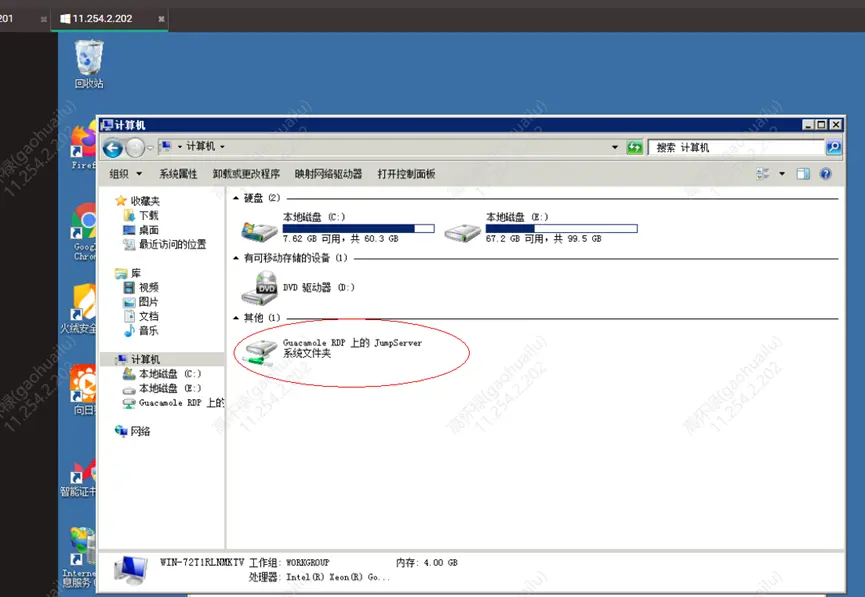 201
11.254.2.202
回收站
Firef
Googl
Chro
火绒安全
向日
智能证书
Internet
息服务
计算机
计算机
搜索 计算机
组织
系统属性
卸载或更改程序
映射网络驱动器
打开控制面板
收藏夹
下载
桌面
最近访问的位置
库
视频
图片
文档
音乐
计算机
本地磁盘 (C:)
本地磁盘 (E:)
Guacamole RDP 上的
网络
硬盘 (2)
本地磁盘 (C:)
7.62 GB 可用，共 60.3 GB
本地磁盘 (E:)
67.2 GB 可用，共 99.5 GB
有可移动存储的设备 (1)
DVD
DVD 驱动器 (D:)
其他 (1)
Guacamole RDP 上的 JumpServer
系统文件夹
WIN-72T1RLNMKTV 工作组: WORKGROUP
内存: 4.00 GB
处理器: Intel(R) Xeon(R) Go...
(gaohuailu)
11.254.2.202